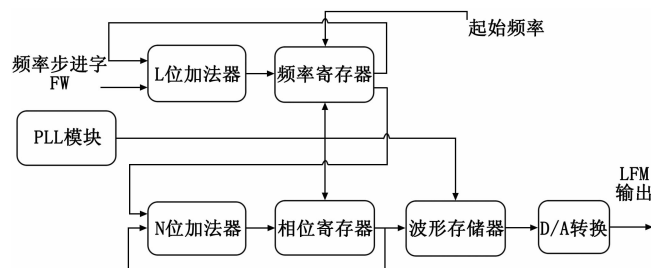 起始频率
频率步进字
FW
L位加法器
频率寄存器
PLL模块
LFM
输出
N位加法器
相位寄存器
波形存储器
D/A转换